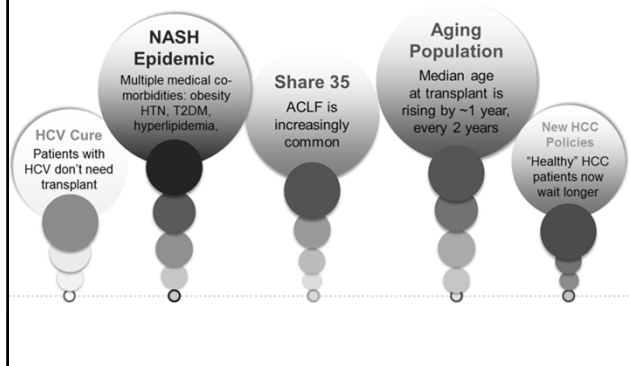 HCV Cure
Patients with
HCV don't need
transplant
NASH
Epidemic
Multiple medical co-
morbidities: obesity
HTN, T2DM,
hyperlipidemia,
Share 35
ACLF is
increasingly
common
Aging
Population
Median age
at transplant is
rising by ~1 year,
every 2 years
New HCC
Policies
"Healthy" HCC
patients now
wait longer